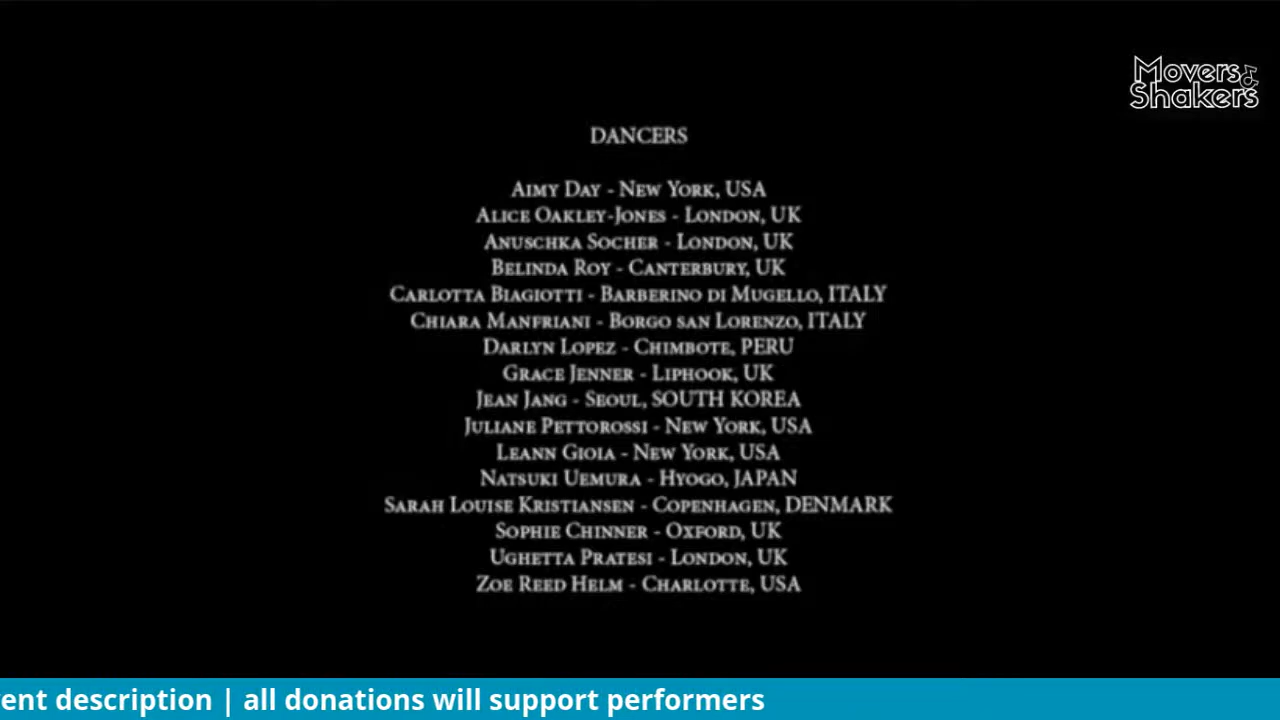 Movers
Shakers
DANCERS
AIMY DAY - NEW YORK, USA
ALICE OAKLEY-JONES - LONDON, UK
ANUSCHKA SOCHER - LONDON, UK
BELINDA ROY - CANTERBURY, UK
CARLOTTA BIAGIOTTI - BARBERINO DI MUGELLO, ITALY
CHIARA MANFRIANI - BORGO SAN LORENZO, ITALY
DARLYN LOPEZ - CHIMBOTE, PERU
GRACE JENNER - LIPHOOK, UK
JEAN JANG - SEOUL, SOUTH KOREA
JULIANE PETTOROSSI - NEW YORK, USA
LEANN GIOIA - NEW YORK, USA
NATSUKI UEMURA - HYOGO, JAPAN
SARAH LOUISE KRISTIANSEN - COPENHAGEN, DENMARK
SOPHIE CHINNER - OXFORD, UK
UGHETTA PRATESI - LONDON, UK
ZOE REED HELM - CHARLOTTE, USA
ent description | all donations will support performers